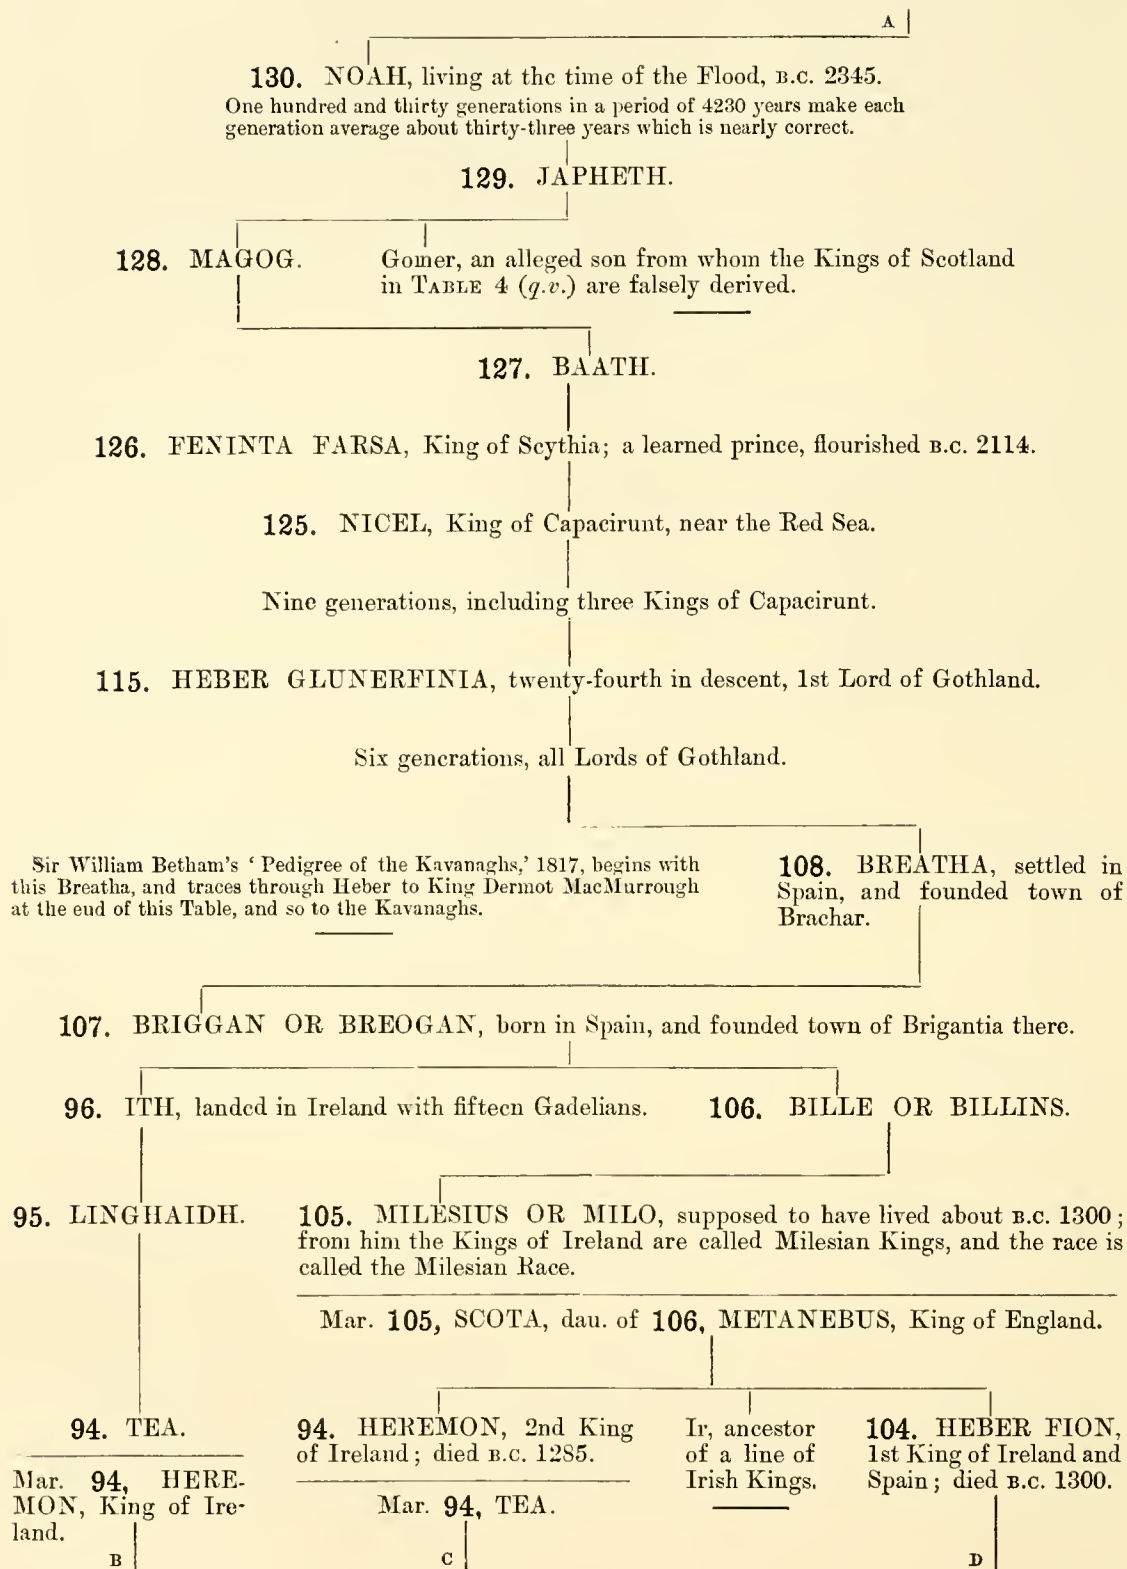 A
130. NOAH, living at the time of the Flood, B.C. 2345.
One hundred and thirty generations in a period of 4230 years make each
generation average about thirty-three years which is nearly correct.
129. JAPHETH.
128. MAGOG.
Gomer, an alleged son from whom the Kings of Scotland
in TABLE 4 (q.v.) are falsely derived.
127. BAATH.
126. FENINTA FARSA, King of Scythia; a learned prince, flourished B.C. 2114.
125. NICEL, King of Capacirunt, near the Red Sea.
Nine generations, including three Kings of Capacirunt.
115. HEBER GLUNERFINIA, twenty-fourth in descent, 1st Lord of Gothland.
Six generations, all Lords of Gothland.
Sir William Betham's ‘Pedigree of the Kavanaghs,’ 1817, begins with
this Breatha, and traces through Heber to King Dermot MacMurrough
at the end of this Table, and so to the Kavanaghs.
108. BREATHA, settled in
Spain, and founded town of
Brachar.
107. BRIGGAN OR BREOGAN, born in Spain, and founded town of Brigantia there.
96. ITH, landed in Ireland with fifteen Gadelians.
106. BILLE OR BILLINS.
95. LINGHAIDH.
105. MILESIUS OR MILO, supposed to have lived about B.C. 1300;
from him the Kings of Ireland are called Milesian Kings, and the race is
called the Milesian Race.
Mar. 105, SCOTA, dau. of 106, METANEBUS, King of England.
94. TEA.
Mar. 94, HERE-
MON, King of Ire-
land.
B
94. HEREMON, 2nd King
of Ireland; died B.C. 1285.
Mar. 94, TEA.
C
Ir, ancestor
of a line of
Irish Kings.
104. HEBER FION,
1st King of Ireland and
Spain; died B.C. 1300.
D